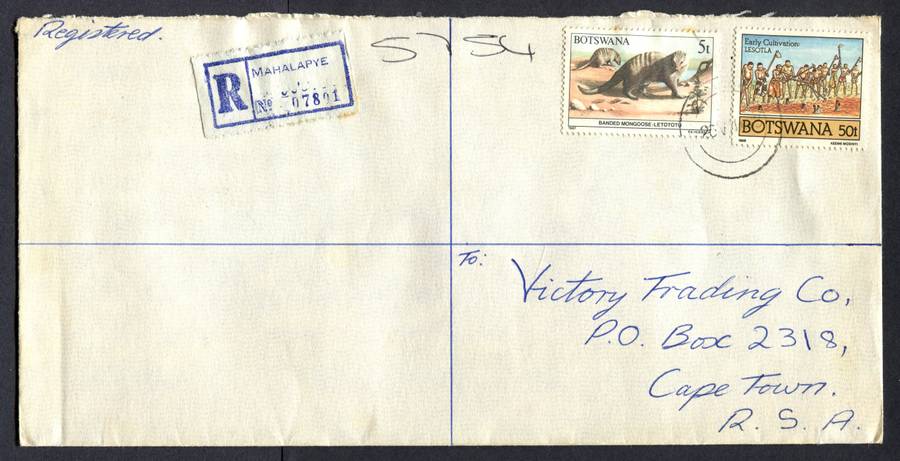 Registered.
R
MAHALAPYE
Nº 07801
BOTSWANA 5t
BANDED MONGOOSE-LETOTOTO
Early Cultivation:
LESOTLA
BOTSWANA 50t
To:
Victory Trading Co,
P.O. Box 2318,
Cape Town.
R. S. A.